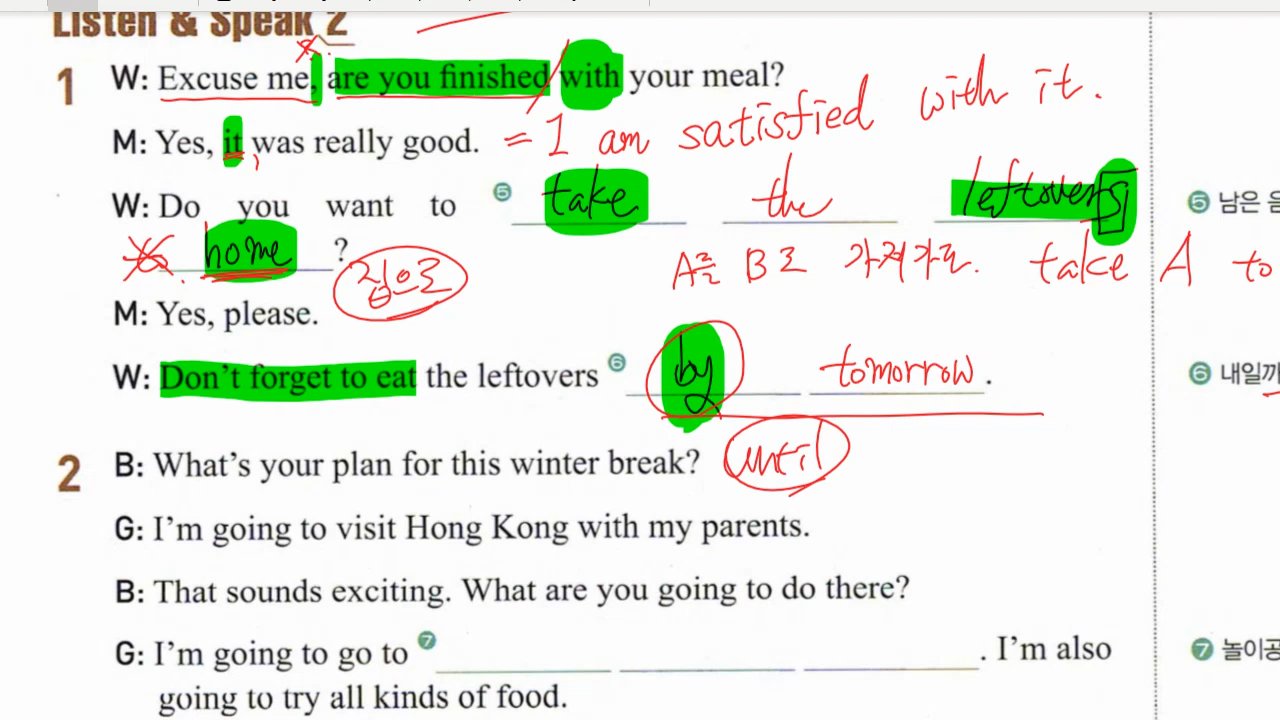 Listen & Speak 2
1 W: Excuse me, are you finished with your meal?
M: Yes, it was really good. = I am satisfied with it.
W: Do you want to ⑤ take the leftovers ⑤ 남은 음
home ? 집으로 A를 B로 가져가다. take A to
M: Yes, please.
W: Don't forget to eat the leftovers ⑥ by tomorrow. ⑥ 내일까
until
2 B: What's your plan for this winter break?
G: I'm going to visit Hong Kong with my parents.
B: That sounds exciting. What are you going to do there?
G: I'm going to go to ⑦ . I'm also ⑦ 놀이공
going to try all kinds of food.